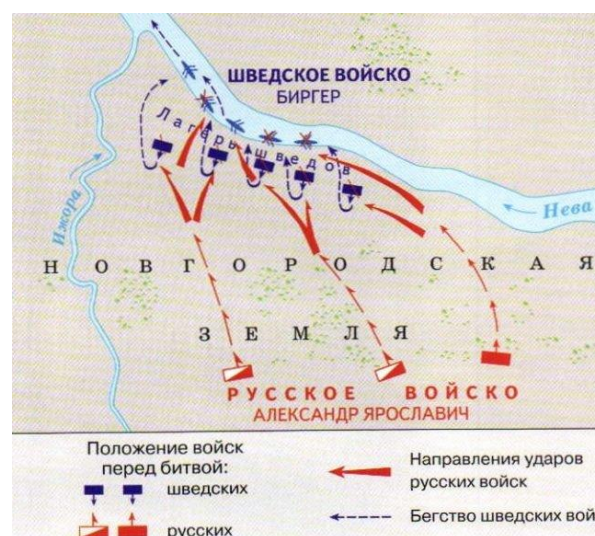 ШВЕДСКОЕ ВОЙСКО
БИРГЕР
Лагерь шведов
Ижора
Нева
НОВГОРОДСКАЯ
ЗЕМЛЯ
РУССКОЕ ВОЙСКО
АЛЕКСАНДР ЯРОСЛАВИЧ
Положение войск
перед битвой:
шведских
русских
Направления ударов
русских войск
Бегство шведских вой